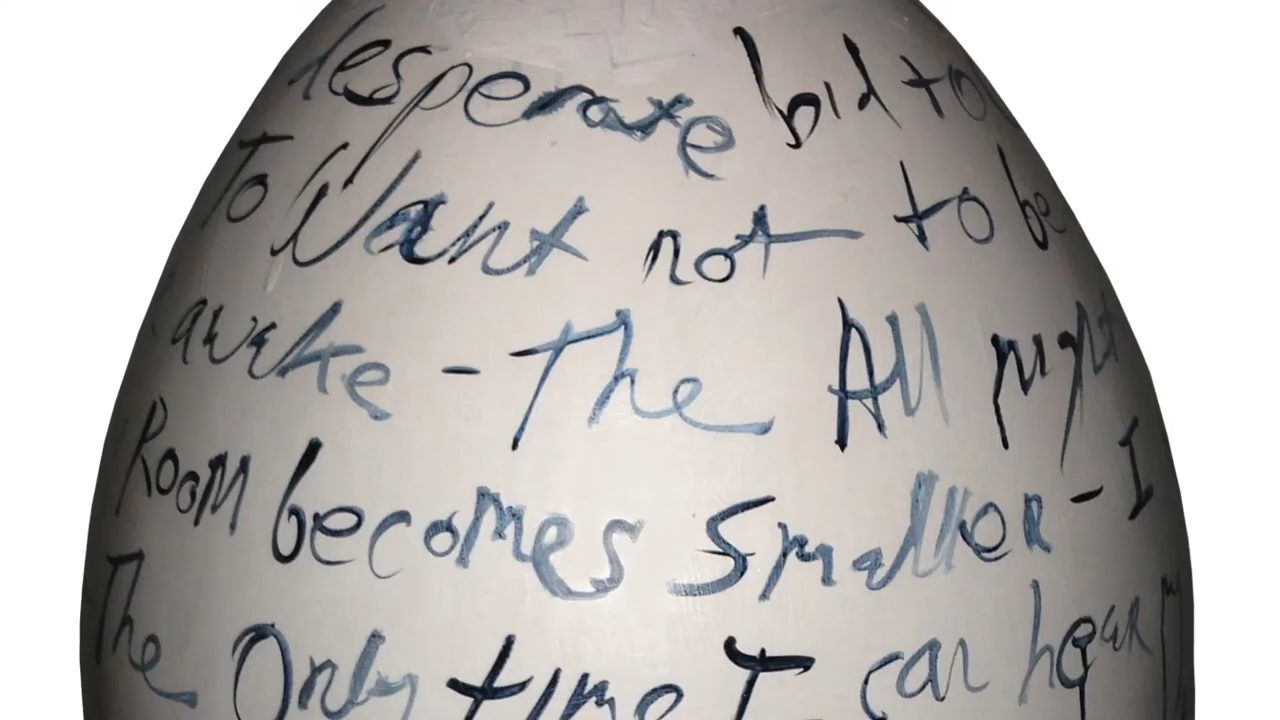 desperate bid to
To Want not to be
awake - The All night
Room becomes Smaller - I
The Only time I can hear